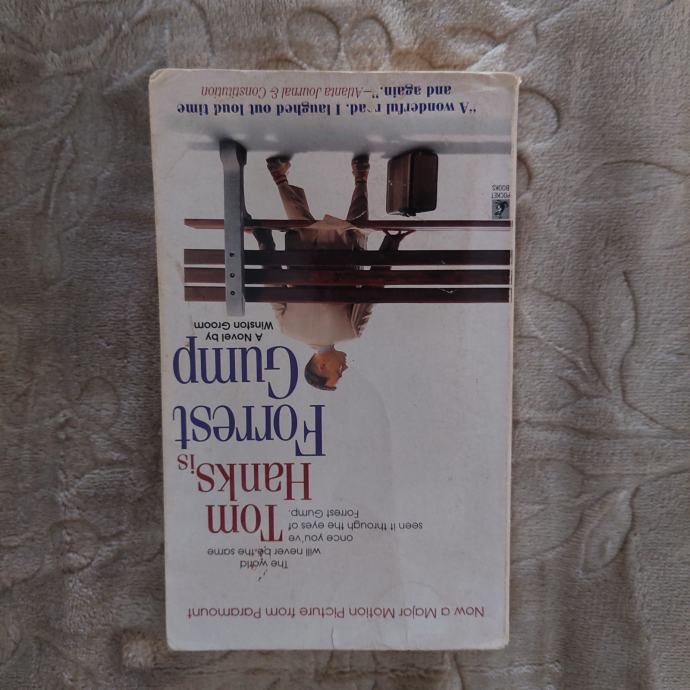 Now a Major Motion Picture from Paramount
The world
will never be the same
once you've
seen it through the eyes of
Forrest Gump.
Tom
Hanks
is
Forrest
Gump
A Novel by
Winston Groom
POCKET
BOOKS
"A wonderful read. I laughed out loud time
and again."—Atlanta Journal & Constitution